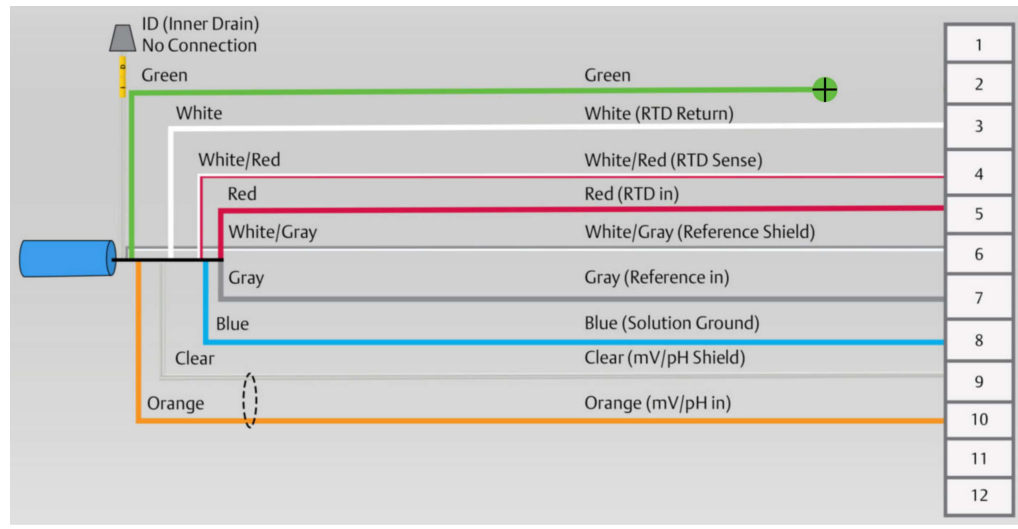 ID (Inner Drain)
No Connection
Green Green
White White (RTD Return)
White/Red White/Red (RTD Sense)
Red Red (RTD in)
White/Gray White/Gray (Reference Shield)
Gray Gray (Reference in)
Blue Blue (Solution Ground)
Clear Clear (mV/pH Shield)
Orange Orange (mV/pH in)
1
2
3
4
5
6
7
8
9
10
11
12